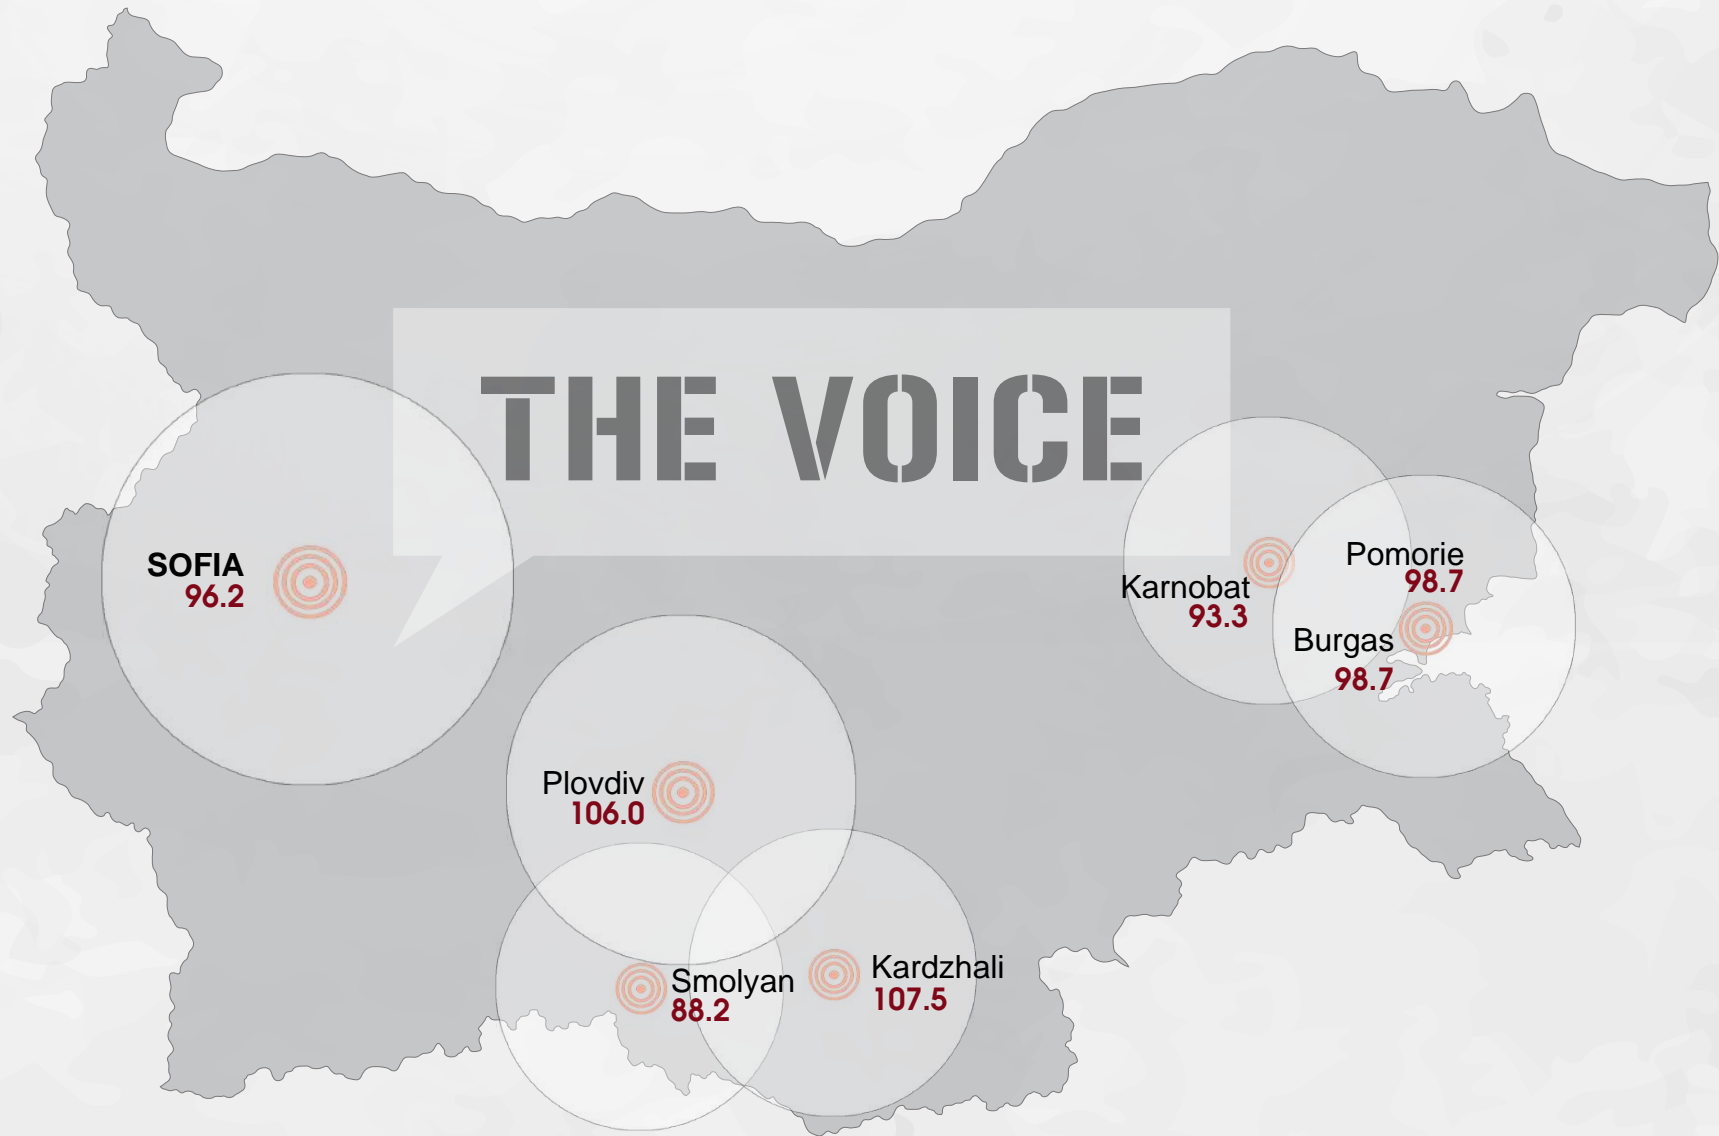 THE VOICE
SOFIA
96.2
Karnobat
93.3
Pomorie
98.7
Burgas
98.7
Plovdiv
106.0
Smolyan
88.2
Kardzhali
107.5